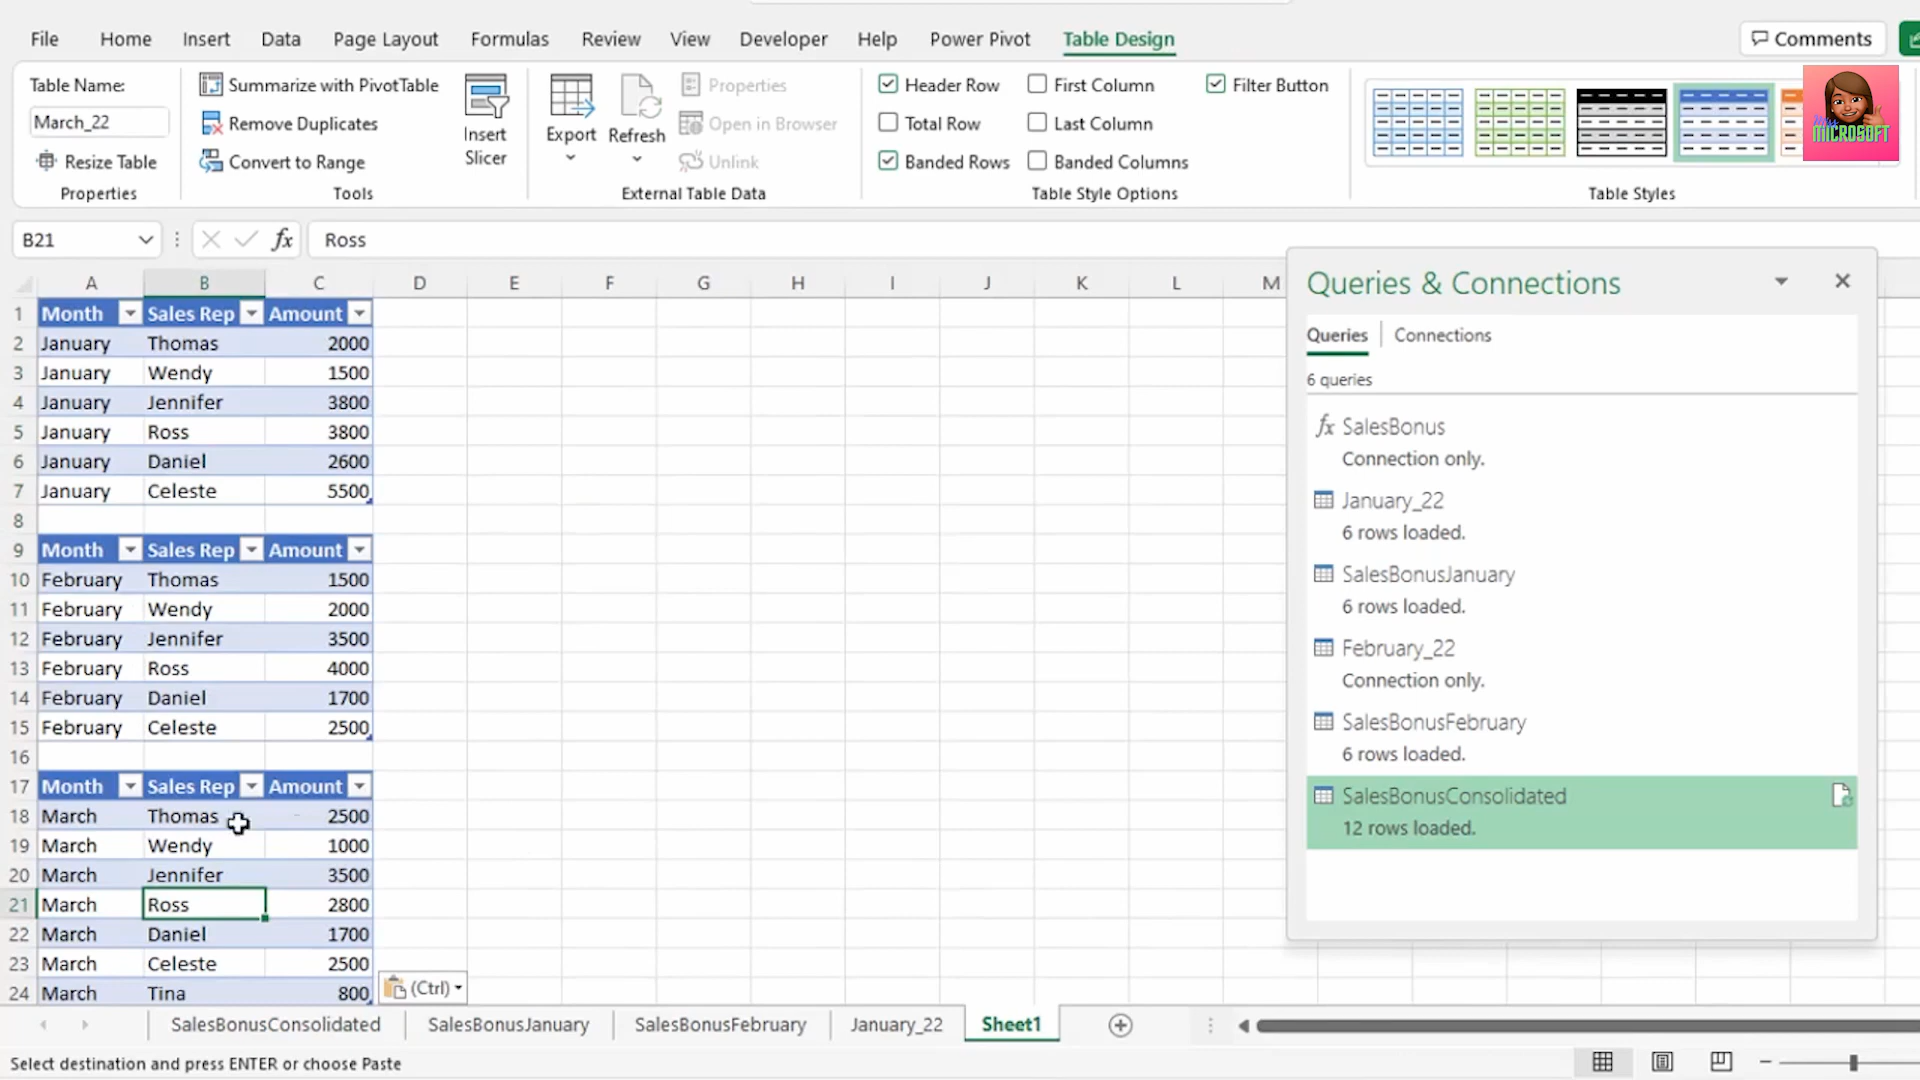 File Home Insert Data Page Layout Formulas Review View Developer Help Power Pivot Table Design Comments
Table Name:
March_22
Resize Table
Properties
Summarize with PivotTable
Remove Duplicates
Convert to Range
Tools
Insert
Slicer
Export
Refresh
Properties
Open in Browser
Unlink
External Table Data
Header Row
Total Row
Banded Rows
First Column
Last Column
Banded Columns
Filter Button
Table Style Options
Table Styles
Miss
MICROSOFT
B21 fx Ross
A B C D E F G H I J K L M
1 Month Sales Rep Amount
2 January Thomas 2000
3 January Wendy 1500
4 January Jennifer 3800
5 January Ross 3800
6 January Daniel 2600
7 January Celeste 5500
8
9 Month Sales Rep Amount
10 February Thomas 1500
11 February Wendy 2000
12 February Jennifer 3500
13 February Ross 4000
14 February Daniel 1700
15 February Celeste 2500
16
17 Month Sales Rep Amount
18 March Thomas 2500
19 March Wendy 1000
20 March Jennifer 3500
21 March Ross 2800
22 March Daniel 1700
23 March Celeste 2500
24 March Tina 800
(Ctrl)
Queries & Connections
Queries Connections
6 queries
fx SalesBonus
Connection only.
January_22
6 rows loaded.
SalesBonusJanuary
6 rows loaded.
February_22
Connection only.
SalesBonusFebruary
6 rows loaded.
SalesBonusConsolidated
12 rows loaded.
SalesBonusConsolidated SalesBonusJanuary SalesBonusFebruary January_22 Sheet1
Select destination and press ENTER or choose Paste